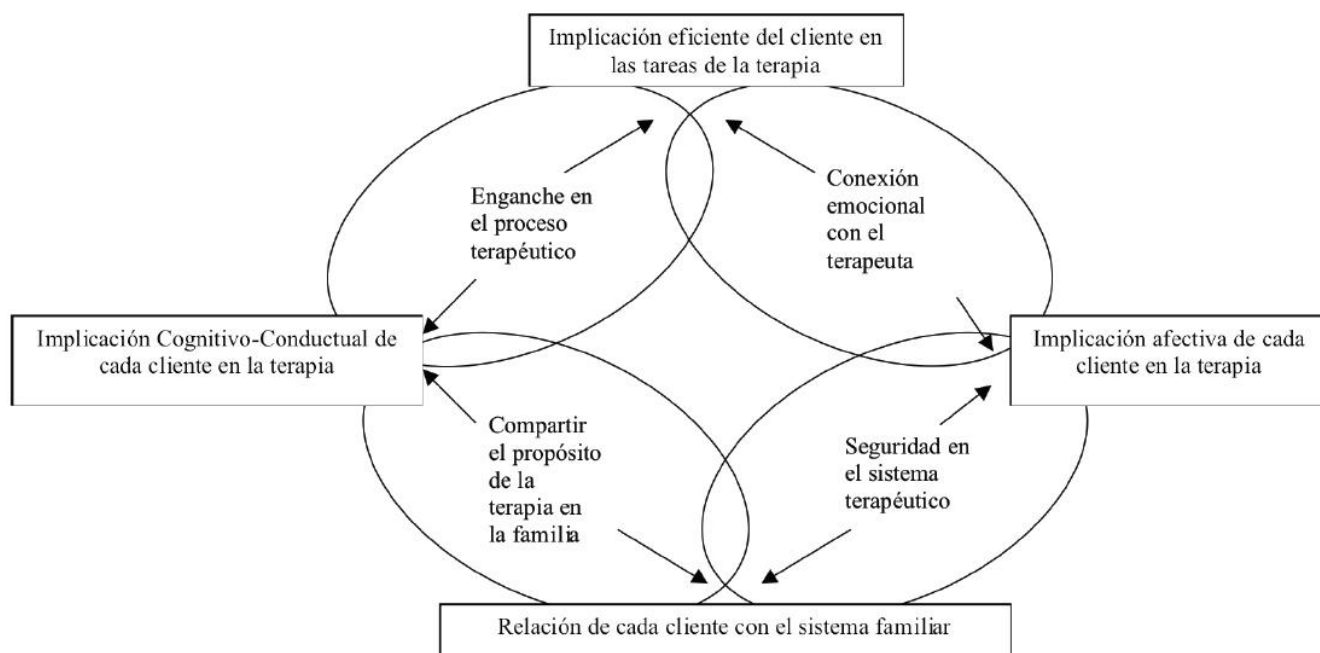 Implicación eficiente del cliente en
las tareas de la terapia
Enganche en
el proceso
terapéutico
Conexión
emocional
con el
terapeuta
Implicación Cognitivo-Conductual de
cada cliente en la terapia
Implicación afectiva de cada
cliente en la terapia
Compartir
el propósito
de la
terapia en
la familia
Seguridad en
el sistema
terapéutico
Relación de cada cliente con el sistema familiar